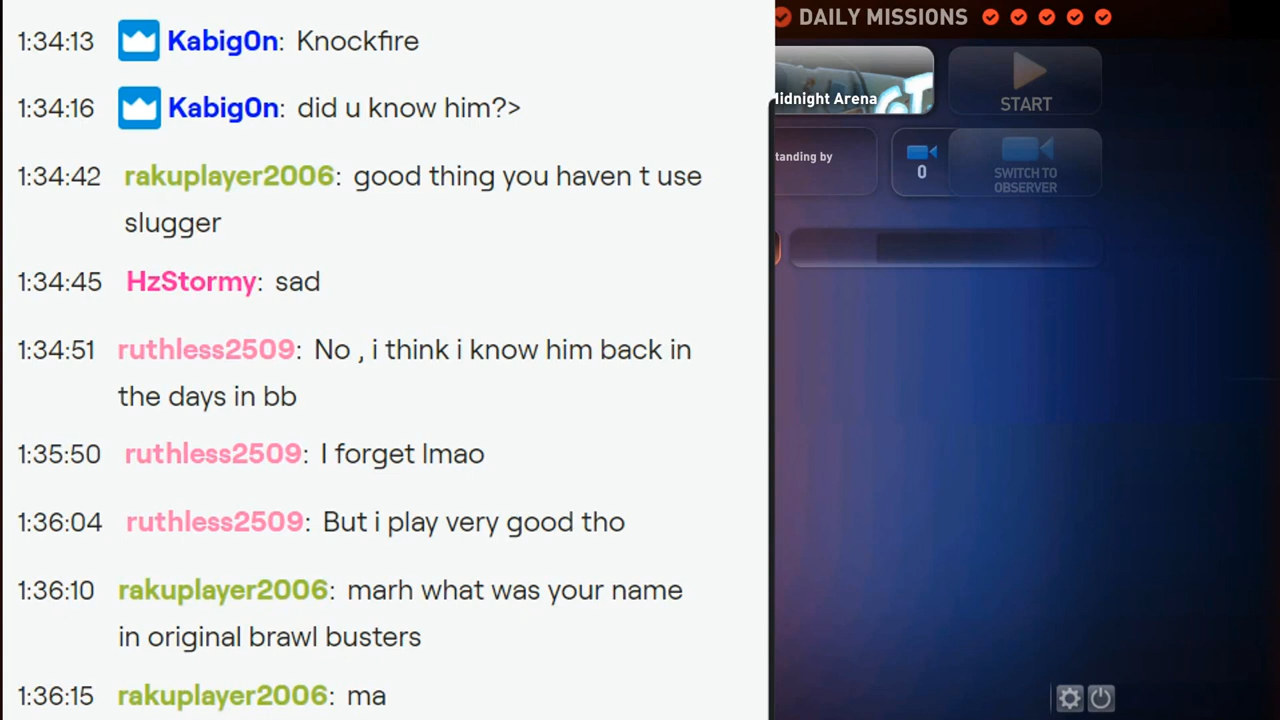 1:34:13 KabigOn: Knockfire
1:34:16 KabigOn: did u know him?>
1:34:42 rakuplayer2006: good thing you haven t use
slugger
1:34:45 HzStormy: sad
1:34:51 ruthless2509: No , i think i know him back in
the days in bb
1:35:50 ruthless2509: I forget lmao
1:36:04 ruthless2509: But i play very good tho
1:36:10 rakuplayer2006: marh what was your name
in original brawl busters
1:36:15 rakuplayer2006: ma
DAILY MISSIONS
Midnight Arena
START
tanding by
0
SWITCH TO
OBSERVER